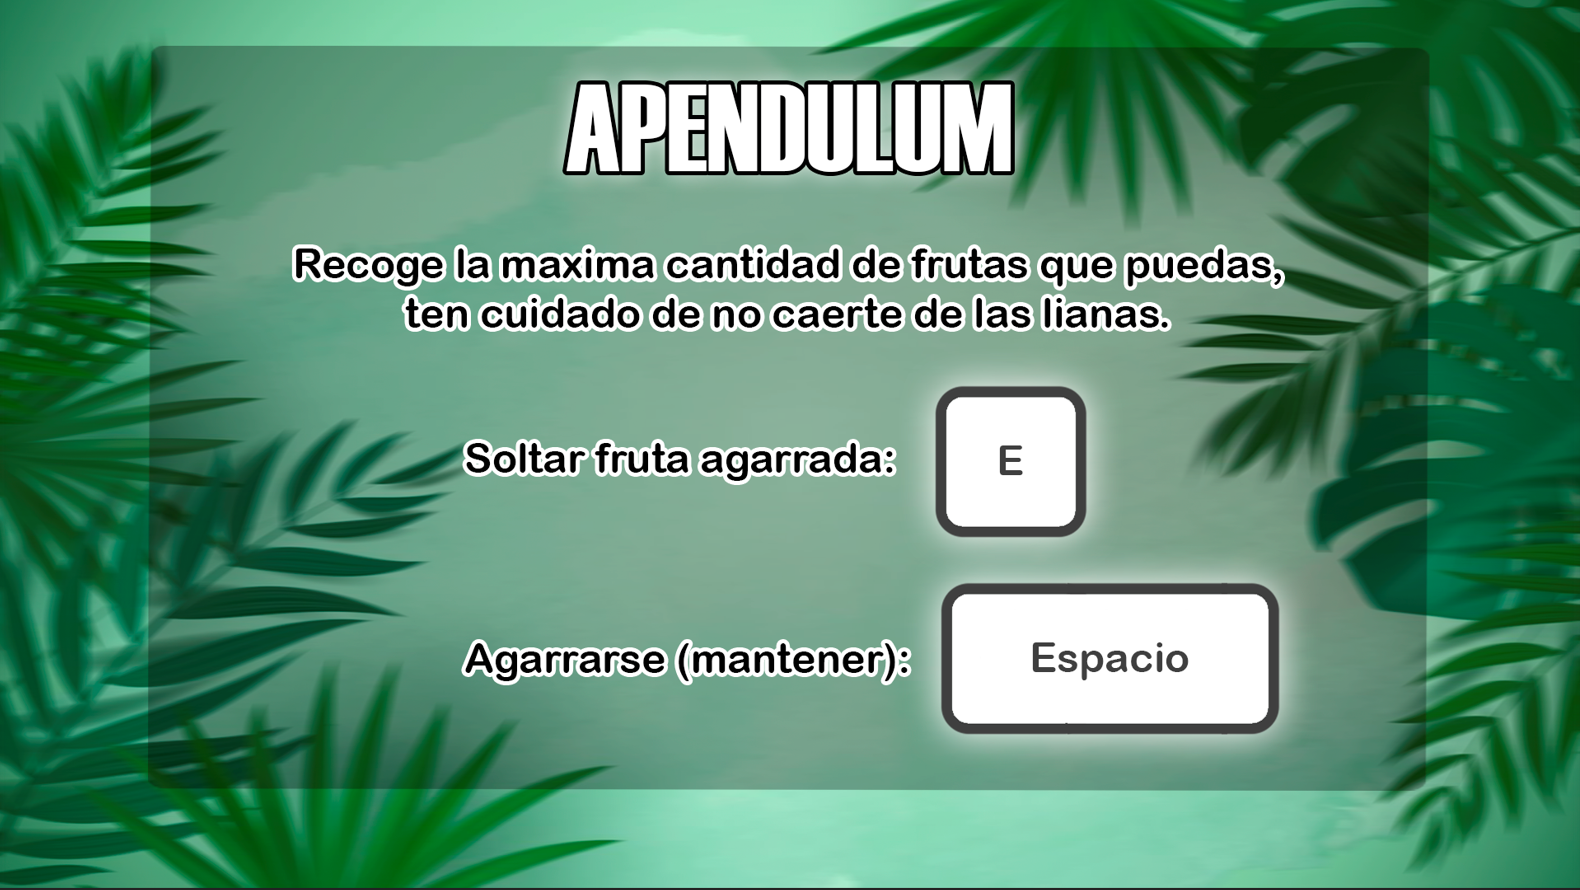 APENDULUM
Recoge la maxima cantidad de frutas que puedas,
ten cuidado de no caerte de las lianas.
Soltar fruta agarrada:
E
Agarrarse (mantener):
Espacio